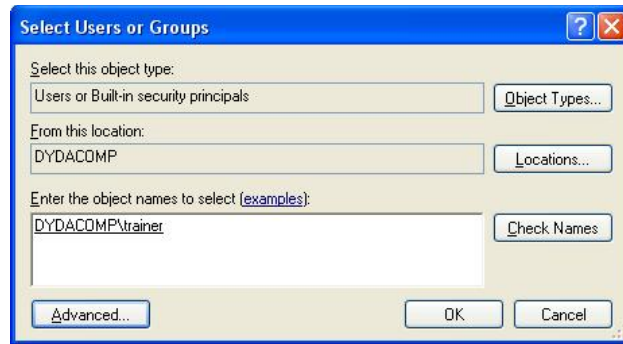 Select Users or Groups
Select this object type:
Users or Built-in security principals
Object Types...
From this location:
DYDACOMP
Locations...
Enter the object names to select (examples):
DYDACOMP\trainer
Check Names
Advanced...
OK
Cancel